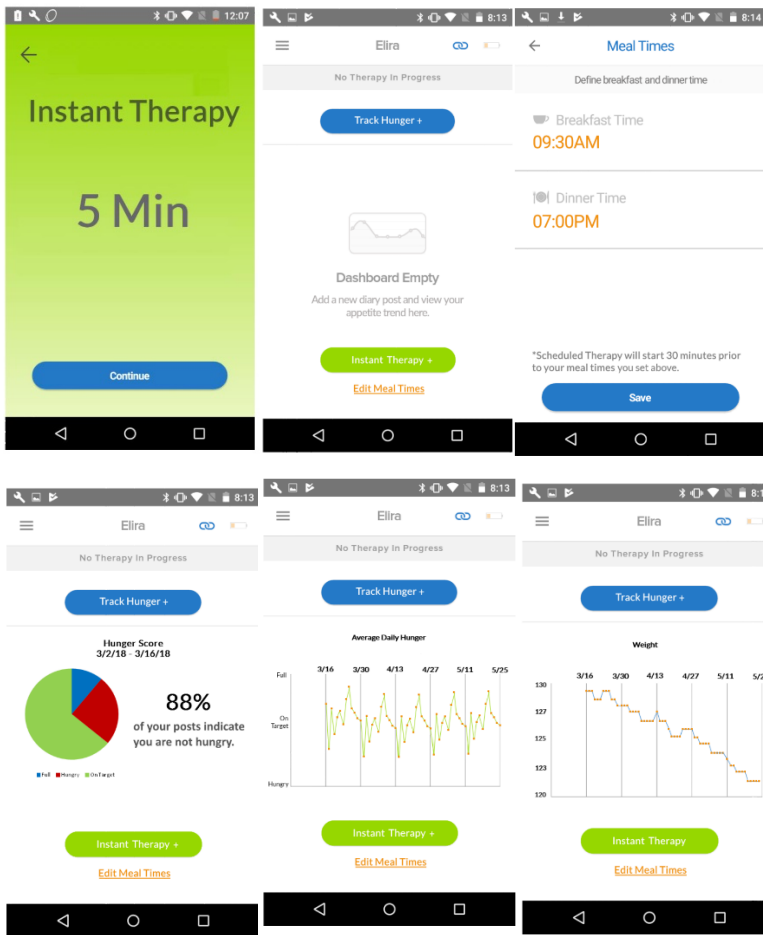 12:07
Instant Therapy
5 Min
Continue
8:13
Elira
No Therapy In Progress
Track Hunger +
Dashboard Empty
Add a new diary post and view your
appetite trend here.
Instant Therapy +
Edit Meal Times
8:14
Meal Times
Define breakfast and dinner time
Breakfast Time
09:30AM
Dinner Time
07:00PM
*Scheduled Therapy will start 30 minutes prior
to your meal times you set above.
Save
8:13
Elira
No Therapy In Progress
Track Hunger +
Hunger Score
3/2/18 - 3/16/18
88%
of your posts indicate
you are not hungry.
Full Hungry OnTarget
Instant Therapy +
Edit Meal Times
8:13
Elira
No Therapy In Progress
Track Hunger +
Average Daily Hunger
3/16 3/30 4/13 4/27 5/11 5/25
Full
On
Target
Hungry
Instant Therapy +
Edit Meal Times
Elira
No Therapy In Progress
Track Hunger +
Weight
3/16 3/30 4/13 4/27 5/11
130
127
125
123
120
Instant Therapy
Edit Meal Times